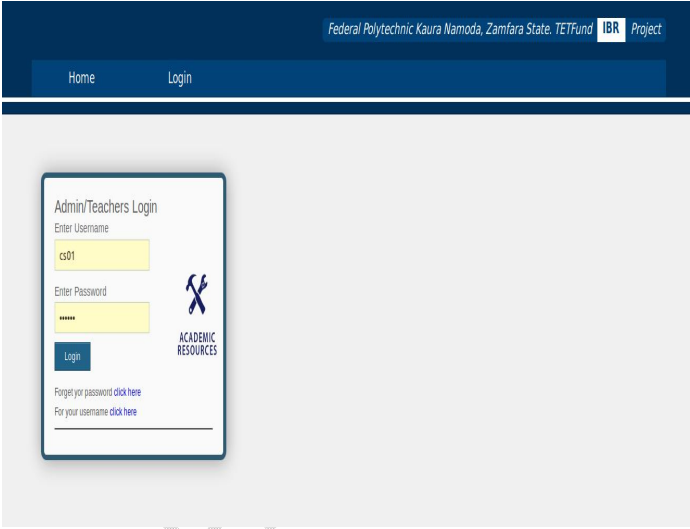 Federal Polytechnic Kaura Namoda, Zamfara State. TETFund IBR Project
Home Login
Admin/Teachers Login
Enter Username
cs01
Enter Password
••••••
Login
ACADEMIC
RESOURCES
Forget yor password click here
For your username click here